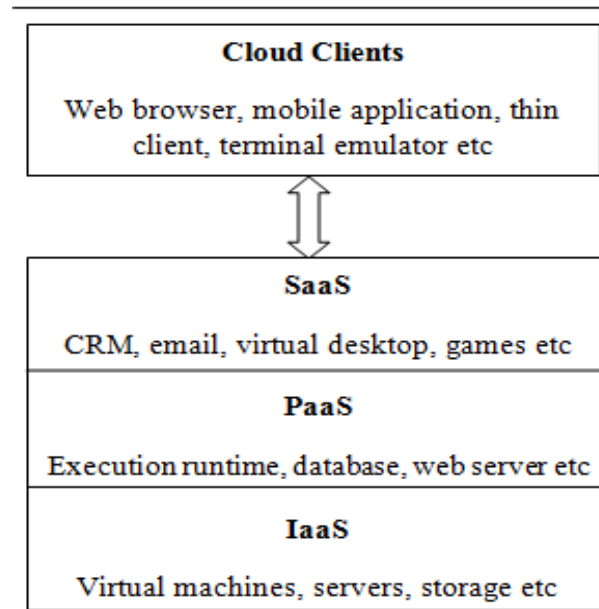 Cloud Clients
Web browser, mobile application, thin
client, terminal emulator etc
SaaS
CRM, email, virtual desktop, games etc
PaaS
Execution runtime, database, web server etc
IaaS
Virtual machines, servers, storage etc